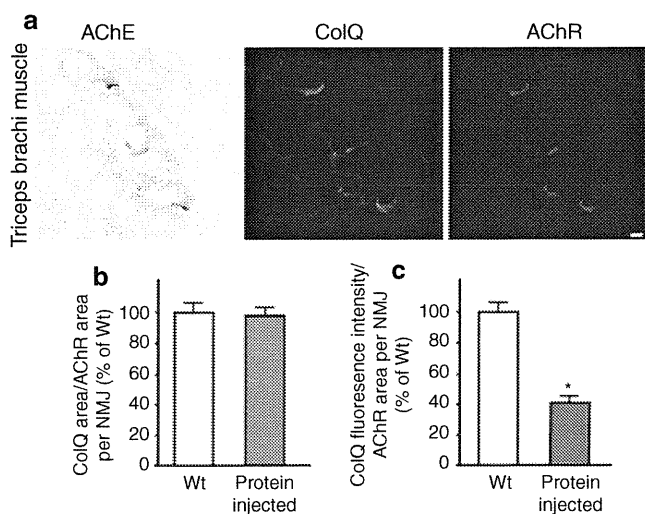 a
AChE
ColQ
AChR
Triceps brachi muscle
b
ColQ area/AChR area
per NMJ (% of Wt)
100
80
60
40
20
0
Wt
Protein
injected
c
ColQ fluoresence intensity/
AChR area per NMJ
(% of Wt)
100
80
60
40
20
0
*
Wt
Protein
injected